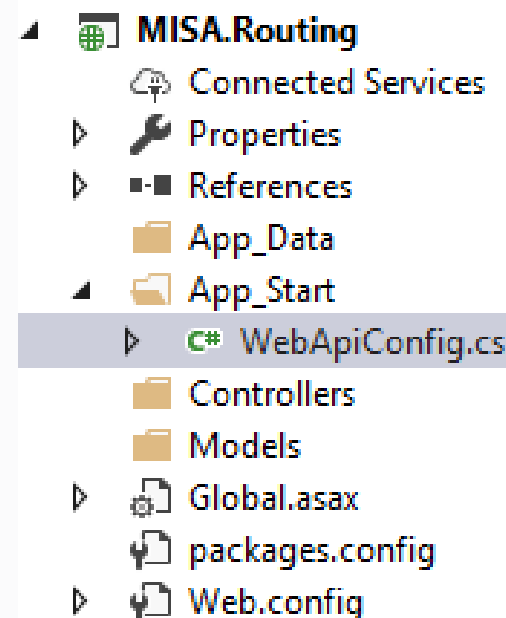 MISA.Routing
Connected Services
Properties
References
App_Data
App_Start
C# WebApiConfig.cs
Controllers
Models
Global.asax
packages.config
Web.config